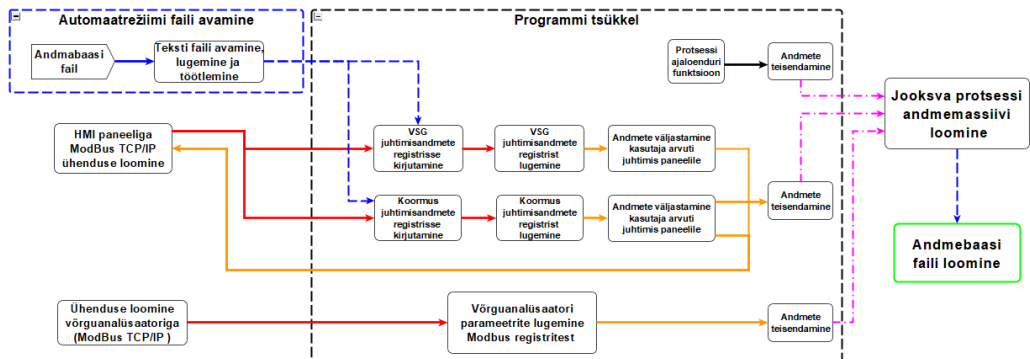 Automaatrežiimi faili avamine
Andmabaasi
fail
Teksti faili avamine,
lugemine ja
töötlemine
Programmi tsükkel
Protsessi
ajaloenduri
funktsioon
Andmete
teisendamine
Jooksva protsessi
andmemassiivi
loomine
HMI paneeliga
ModBus TCP/IP
ühenduse loomine
VSG
juhtimisandmete
registrisse
kirjutamine
VSG
juhtimisandmete
registrist
lugemine
Andmete väljastamine
kasutaja arvuti
juhtimis paneelile
Koormus
juhtimisandmete
registrisse
kirjutamine
Koormus
juhtimisandmete
registrist
lugemine
Andmete väljastamine
kasutaja arvuti
juhtimis paneelile
Andmete
teisendamine
Andmebaasi
faili loomine
Ühenduse loomine
võrguanalüsaatoriga
(ModBus TCP/IP )
Võrguanalüsaatori
parameetrite lugemine
Modbus registritest
Andmete
teisendamine